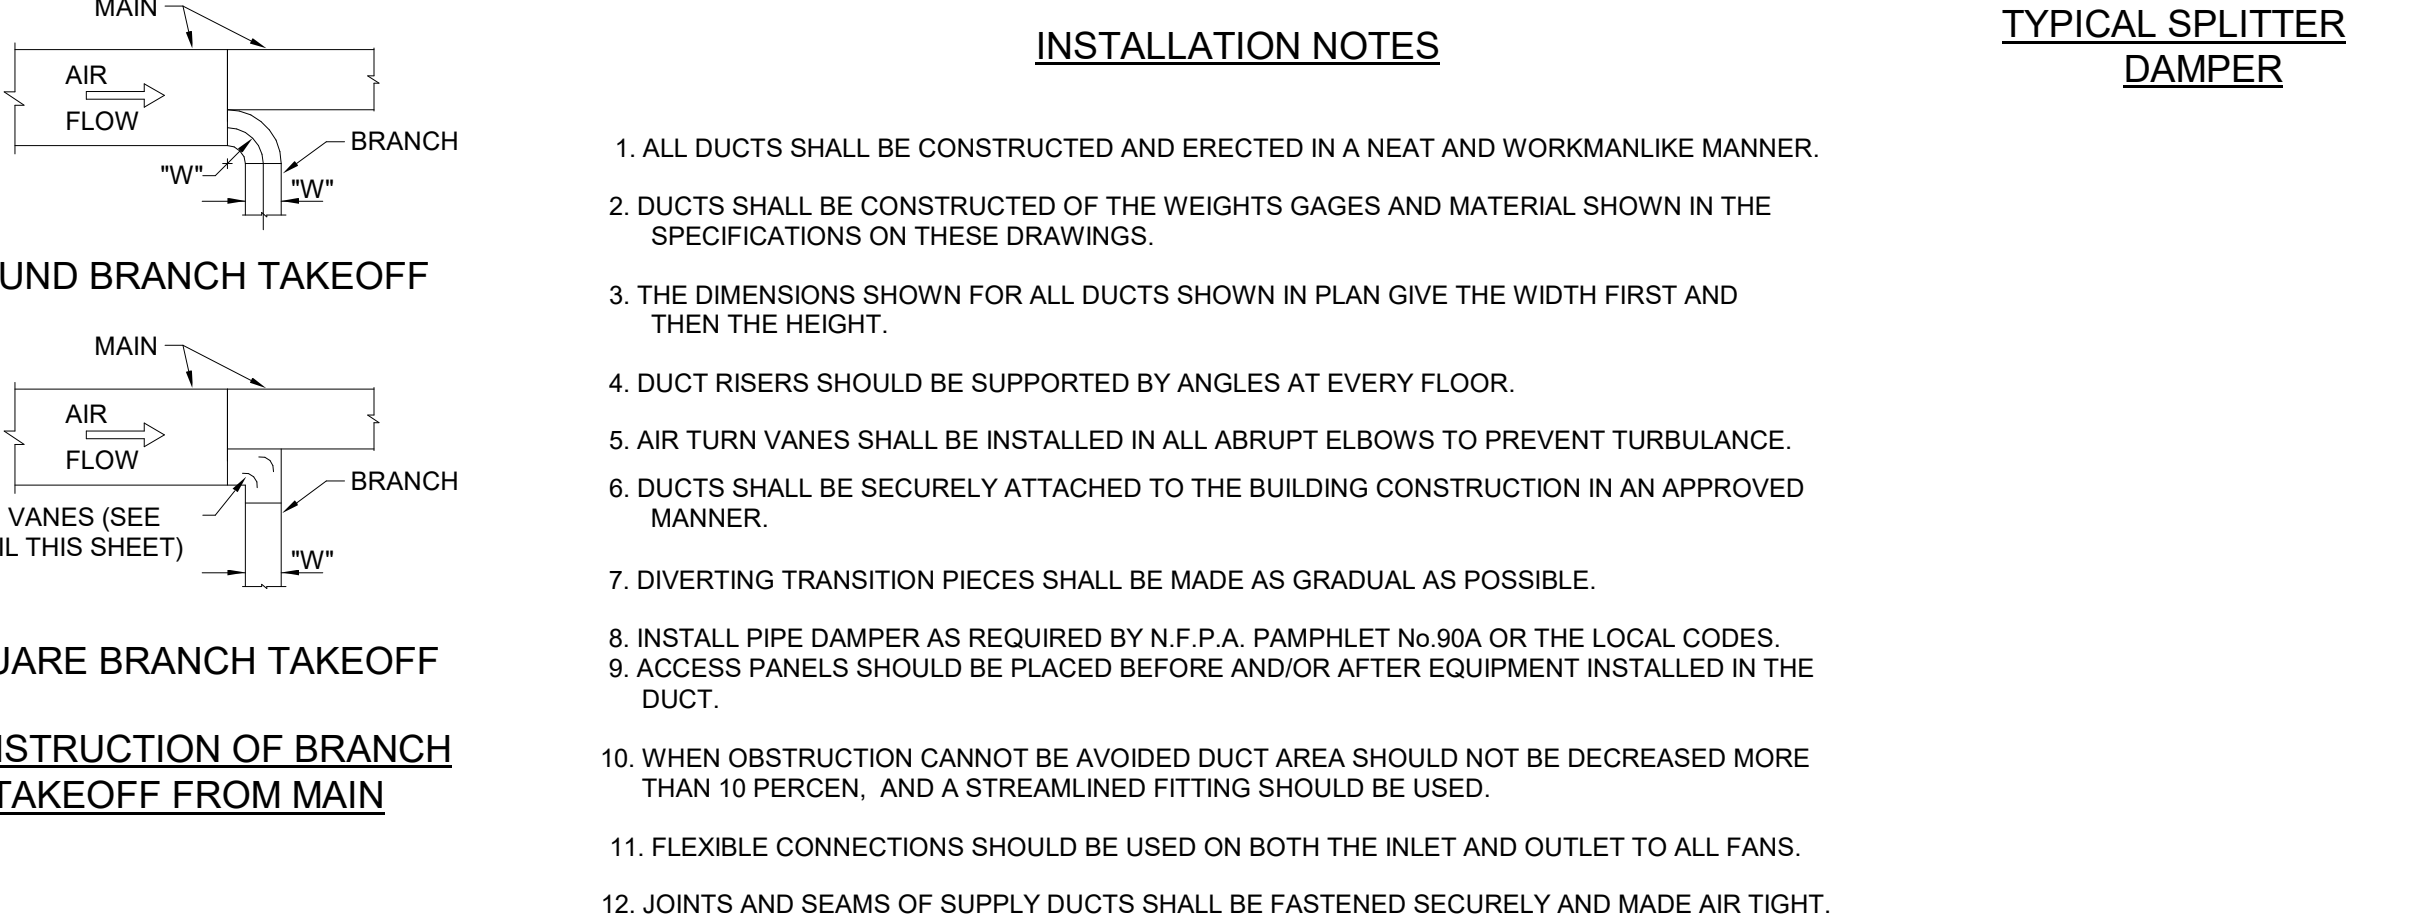 MAIN
AIR
FLOW
BRANCH
"W"
"W"
UND BRANCH TAKEOFF
MAIN
AIR
FLOW
BRANCH
VANES (SEE
IL THIS SHEET)
"W"
UARE BRANCH TAKEOFF
NSTRUCTION OF BRANCH
TAKEOFF FROM MAIN
INSTALLATION NOTES
1. ALL DUCTS SHALL BE CONSTRUCTED AND ERECTED IN A NEAT AND WORKMANLIKE MANNER.
2. DUCTS SHALL BE CONSTRUCTED OF THE WEIGHTS GAGES AND MATERIAL SHOWN IN THE
SPECIFICATIONS ON THESE DRAWINGS.
3. THE DIMENSIONS SHOWN FOR ALL DUCTS SHOWN IN PLAN GIVE THE WIDTH FIRST AND
THEN THE HEIGHT.
4. DUCT RISERS SHOULD BE SUPPORTED BY ANGLES AT EVERY FLOOR.
5. AIR TURN VANES SHALL BE INSTALLED IN ALL ABRUPT ELBOWS TO PREVENT TURBULANCE.
6. DUCTS SHALL BE SECURELY ATTACHED TO THE BUILDING CONSTRUCTION IN AN APPROVED
MANNER.
7. DIVERTING TRANSITION PIECES SHALL BE MADE AS GRADUAL AS POSSIBLE.
8. INSTALL PIPE DAMPER AS REQUIRED BY N.F.P.A. PAMPHLET No.90A OR THE LOCAL CODES.
9. ACCESS PANELS SHOULD BE PLACED BEFORE AND/OR AFTER EQUIPMENT INSTALLED IN THE
DUCT.
10. WHEN OBSTRUCTION CANNOT BE AVOIDED DUCT AREA SHOULD NOT BE DECREASED MORE
THAN 10 PERCEN, AND A STREAMLINED FITTING SHOULD BE USED.
11. FLEXIBLE CONNECTIONS SHOULD BE USED ON BOTH THE INLET AND OUTLET TO ALL FANS.
12. JOINTS AND SEAMS OF SUPPLY DUCTS SHALL BE FASTENED SECURELY AND MADE AIR TIGHT.
TYPICAL SPLITTER
DAMPER